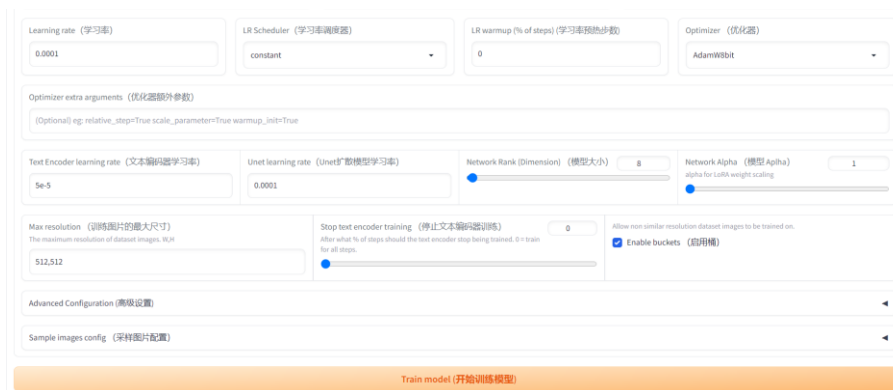 Learning rate（学习率）
0.0001
LR Scheduler（学习率调度器）
constant
LR warmup (% of steps) (学习率预热步数)
0
Optimizer （优化器）
AdamW8bit
Optimizer extra arguments（优化器额外参数）
(Optional) eg: relative_step=True scale_parameter=True warmup_init=True
Text Encoder learning rate（文本编码器学习率）
5e-5
Unet learning rate（Unet扩散模型学习率）
0.0001
Network Rank (Dimension) （模型大小）
8
Network Alpha（模型 Aplha）
1
alpha for LoRA weight scaling
Max resolution （训练图片的最大尺寸）
The maximum resolution of dataset images. W,H
512,512
Stop text encoder training（停止文本编码器训练）
0
After what % of steps should the text encoder stop being trained. 0 = train
for all steps.
Allow non similar resolution dataset images to be trained on.
Enable buckets （启用桶）
Advanced Configuration (高级设置)
Sample images config （采样图片配置）
Train model (开始训练模型)